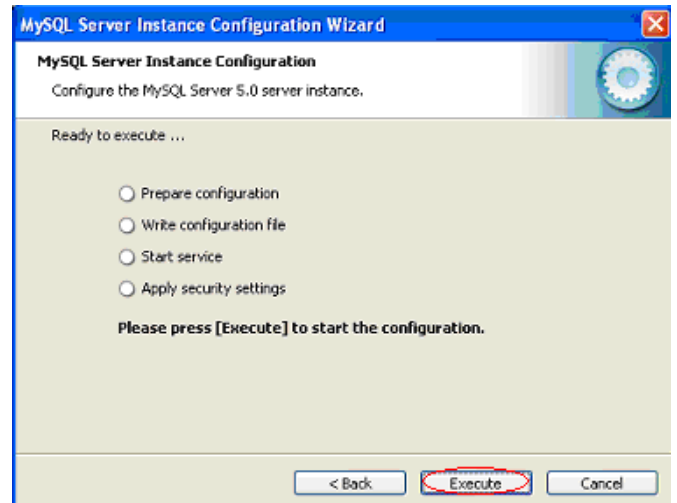 MySQL Server Instance Configuration Wizard
MySQL Server Instance Configuration
Configure the MySQL Server 5.0 server instance.
Ready to execute ...
Prepare configuration
Write configuration file
Start service
Apply security settings
Please press [Execute] to start the configuration.
< Back
Execute
Cancel